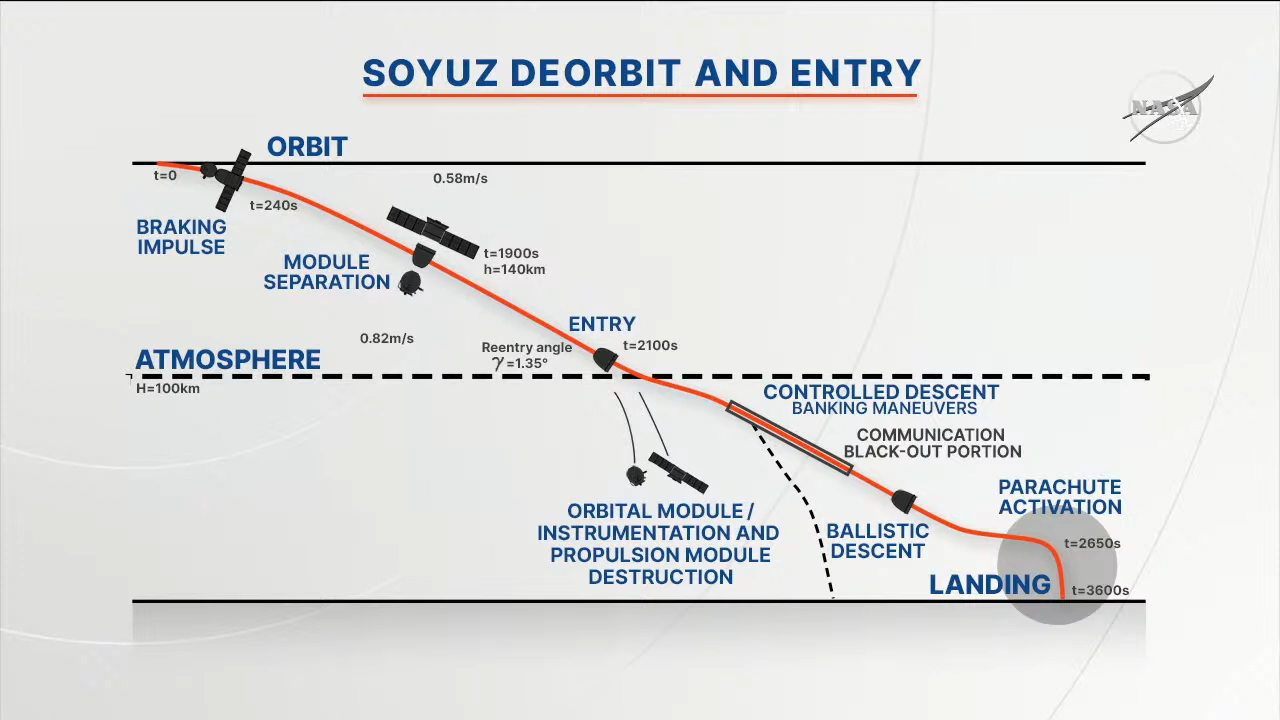 SOYUZ DEORBIT AND ENTRY
NASA
ORBIT
t=0
0.58m/s
t=240s
BRAKING
IMPULSE
MODULE
SEPARATION
t=1900s
h=140km
ENTRY
0.82m/s
Reentry angle
γ=1.35°
t=2100s
ATMOSPHERE
H=100km
CONTROLLED DESCENT
BANKING MANEUVERS
COMMUNICATION
BLACK-OUT PORTION
PARACHUTE
ACTIVATION
ORBITAL MODULE /
INSTRUMENTATION AND
PROPULSION MODULE
DESTRUCTION
BALLISTIC
DESCENT
t=2650s
LANDING
t=3600s